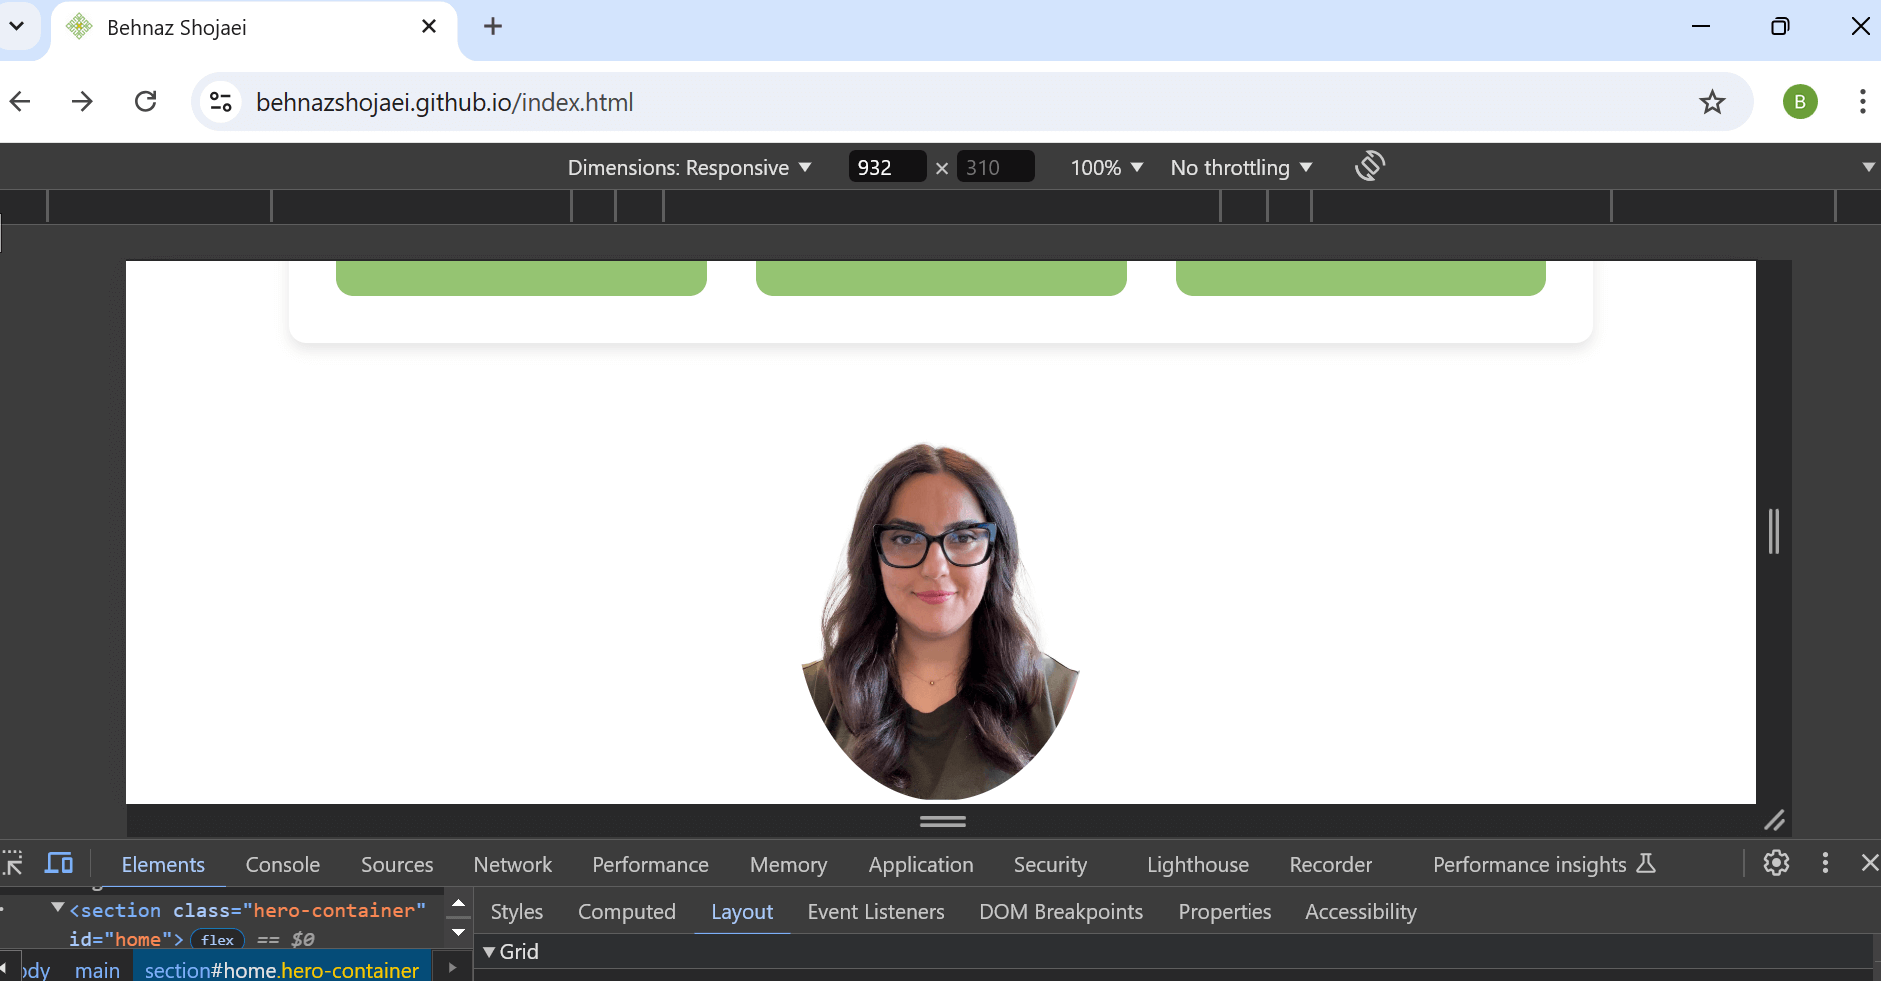 Behnaz Shojaei
behnazshojaei.github.io/index.html
B
Dimensions: Responsive 932 × 310 100% No throttling
Elements Console Sources Network Performance Memory Application Security Lighthouse Recorder Performance insights
<section class="hero-container"
id="home"> flex == $0
Styles Computed Layout Event Listeners DOM Breakpoints Properties Accessibility
Grid
dy main section#home.hero-container